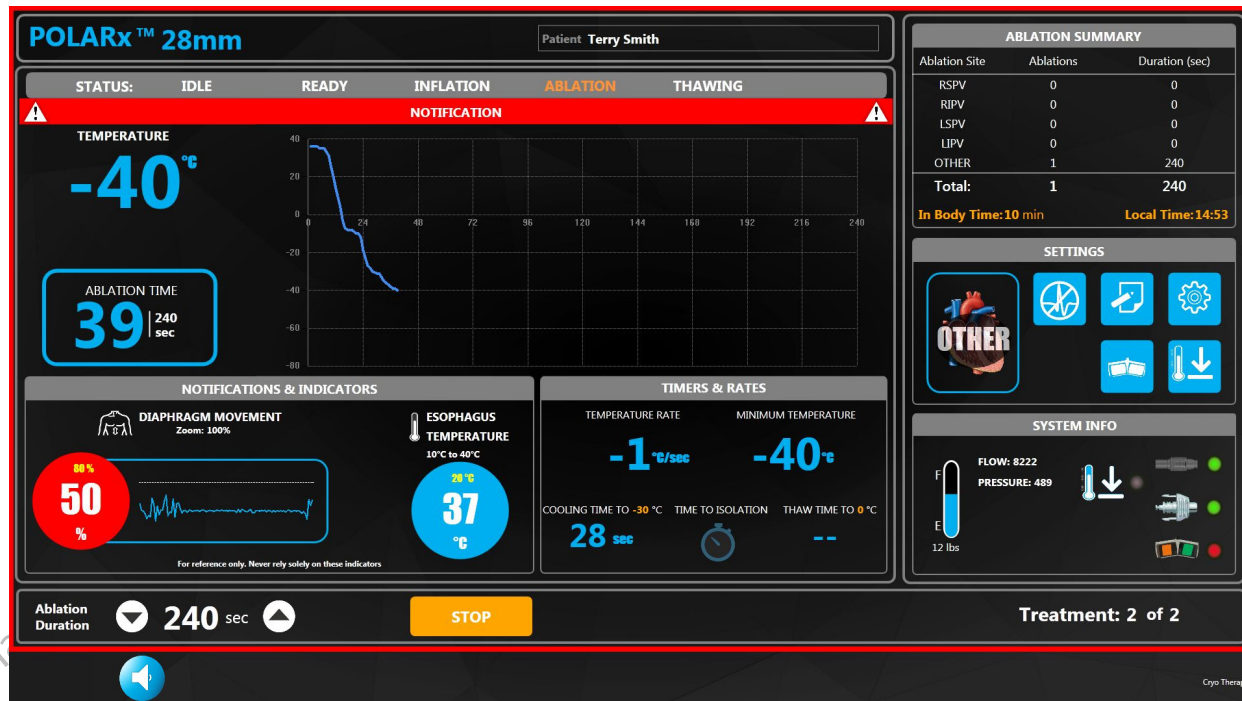 POLARx™ 28mm
Patient Terry Smith
STATUS: IDLE READY INFLATION ABLATION THAWING
NOTIFICATION
TEMPERATURE
-40°C
ABLATION TIME
39 240 sec
40
20
0
-20
-40
-60
-80
0 24 48 72 96 120 144 168 192 216 240
NOTIFICATIONS & INDICATORS
DIAPHRAGM MOVEMENT
Zoom: 100%
80 %
50
%
ESOPHAGUS
TEMPERATURE
10°C to 40°C
20 °C
37
°C
For reference only. Never rely solely on these indicators
TIMERS & RATES
TEMPERATURE RATE MINIMUM TEMPERATURE
-1°C/sec -40°C
COOLING TIME TO -30 °C TIME TO ISOLATION THAW TIME TO 0 °C
28 sec --
Ablation
Duration
240 sec
STOP
Treatment: 2 of 2
ABLATION SUMMARY
Ablation Site Ablations Duration (sec)
RSPV 0 0
RIPV 0 0
LSPV 0 0
LIPV 0 0
OTHER 1 240
Total: 1 240
In Body Time:10 min Local Time:14:53
SETTINGS
OTHER
SYSTEM INFO
F
E
12 lbs
FLOW: 8222
PRESSURE: 489